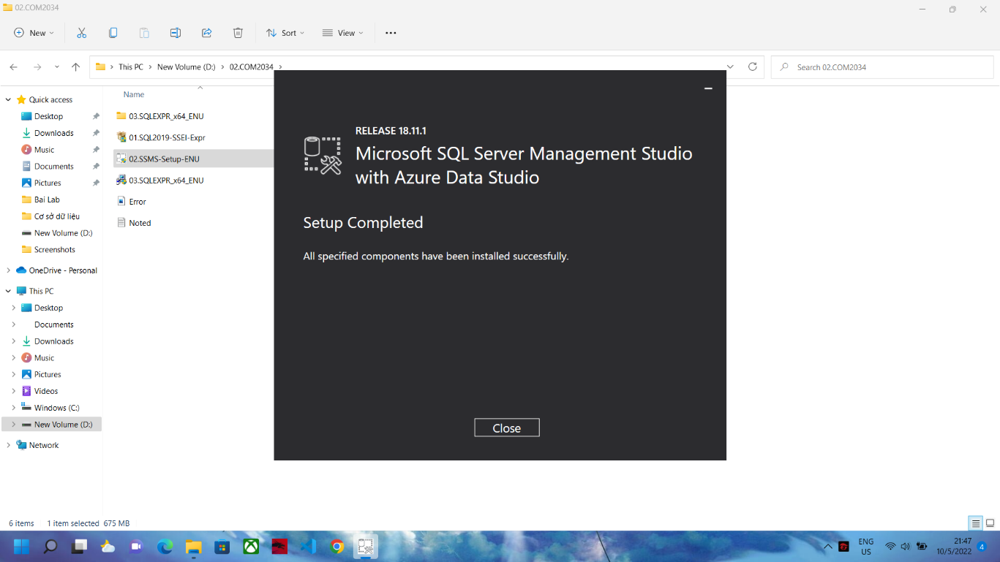 02.COM2034
New
Sort
View
This PC
New Volume (D:)
02.COM2034
Search 02.COM2034
Quick access
Desktop
Downloads
Music
Documents
Pictures
Bai Lab
Cơ sở dữ liệu
New Volume (D:)
Screenshots
OneDrive - Personal
This PC
Desktop
Documents
Downloads
Music
Pictures
Videos
Windows (C:)
New Volume (D:)
Network
Name
03.SQLEXPR_x64_ENU
01.SQL2019-SSEI-Expr
02.SSMS-Setup-ENU
03.SQLEXPR_x64_ENU
Error
Noted
RELEASE 18.11.1
Microsoft SQL Server Management Studio
with Azure Data Studio
Setup Completed
All specified components have been installed successfully.
Close
6 items 1 item selected 675 MB
ENG
US
21:47
10/5/2022
4